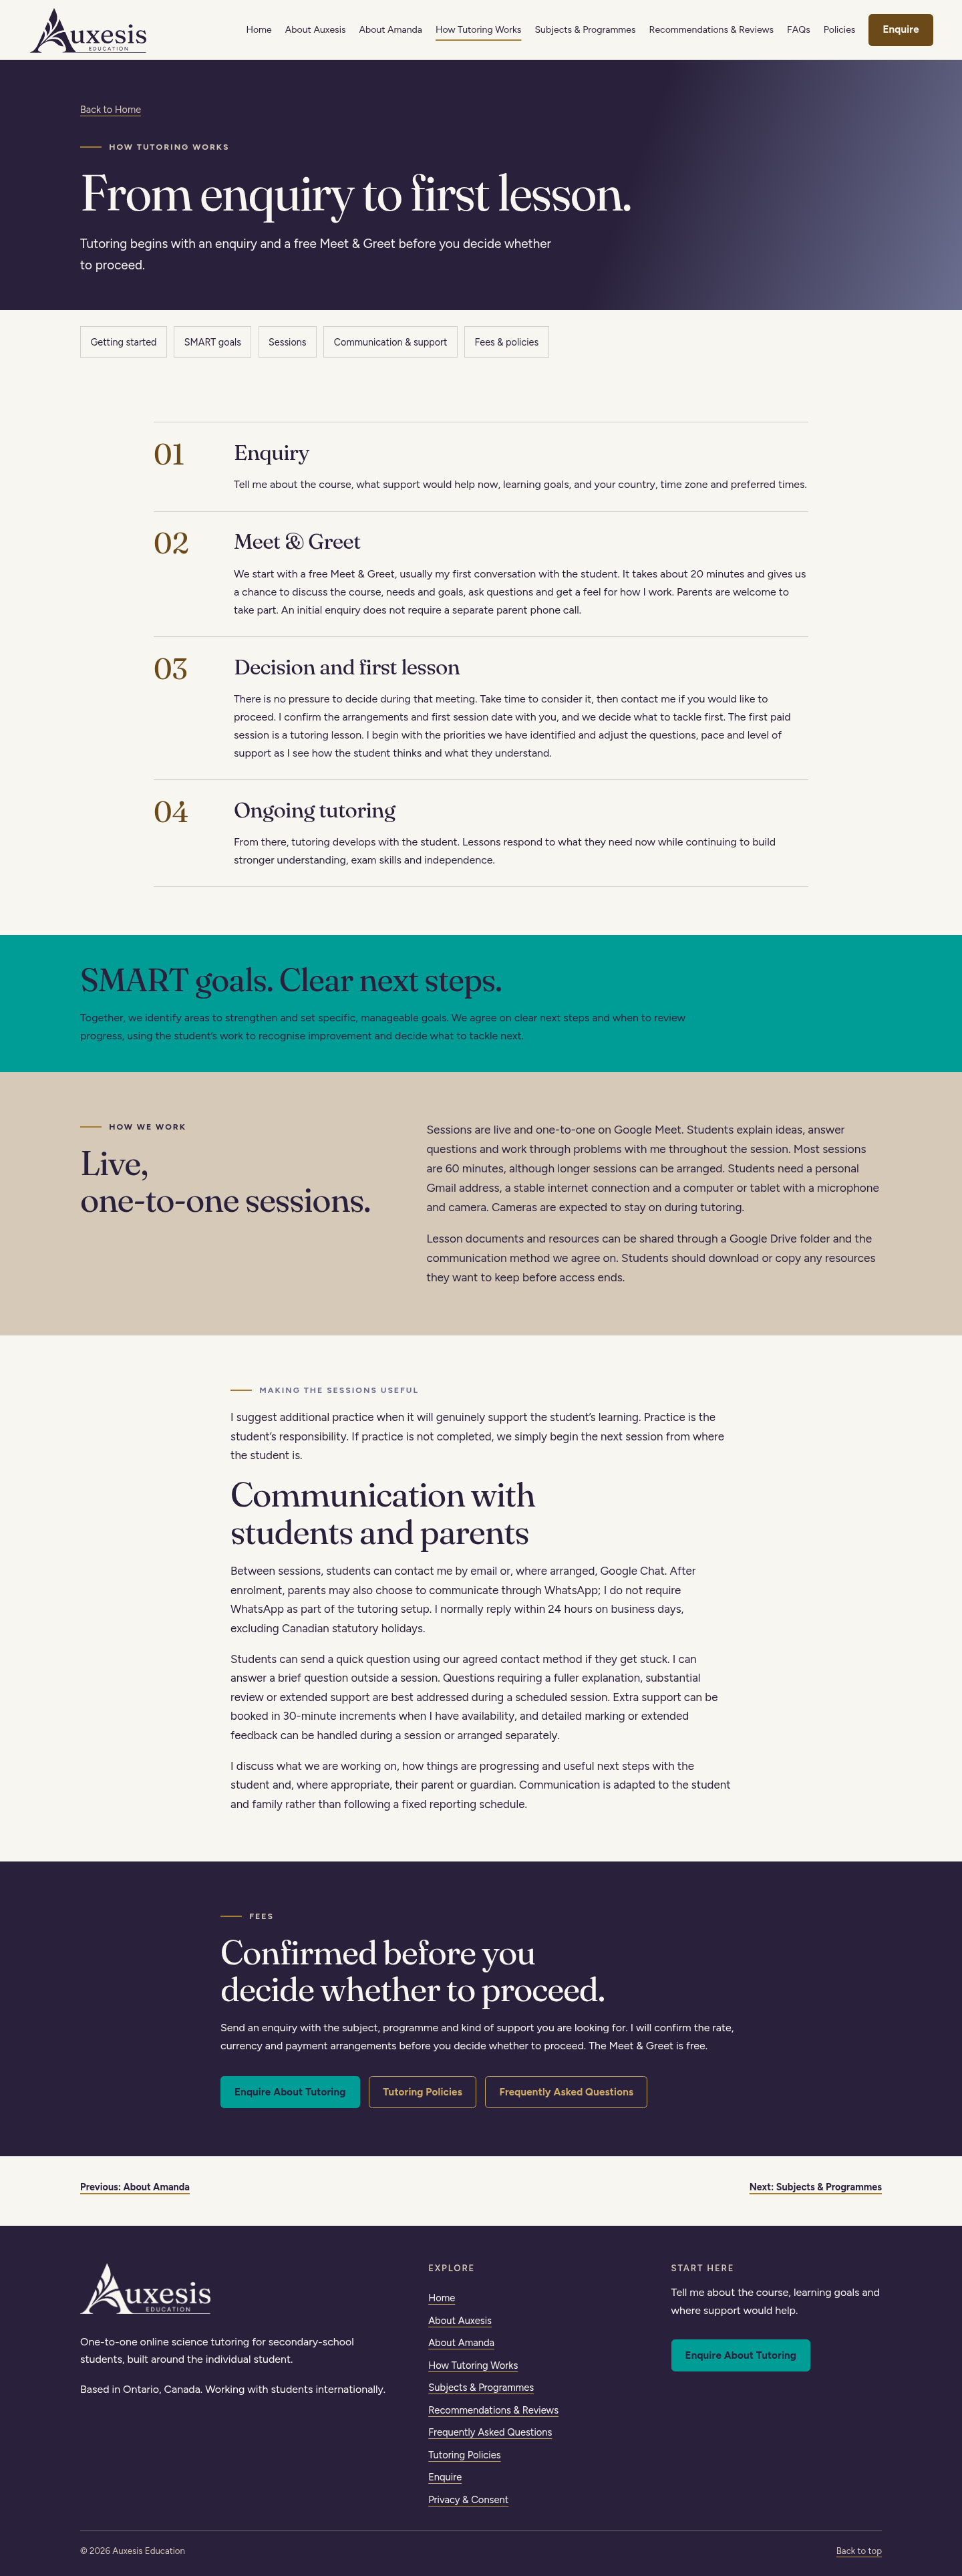 Auxesis
EDUCATION
Home About Auxesis About Amanda How Tutoring Works Subjects & Programmes Recommendations & Reviews FAQs Policies Enquire
Back to Home
HOW TUTORING WORKS
From enquiry to first lesson.
Tutoring begins with an enquiry and a free Meet & Greet before you decide whether
to proceed.
Getting started SMART goals Sessions Communication & support Fees & policies
01 Enquiry
Tell me about the course, what support would help now, learning goals, and your country, time zone and preferred times.
02 Meet & Greet
We start with a free Meet & Greet, usually my first conversation with the student. It takes about 20 minutes and gives us
a chance to discuss the course, needs and goals, ask questions and get a feel for how I work. Parents are welcome to
take part. An initial enquiry does not require a separate parent phone call.
03 Decision and first lesson
There is no pressure to decide during that meeting. Take time to consider it, then contact me if you would like to
proceed. I confirm the arrangements and first session date with you, and we decide what to tackle first. The first paid
session is a tutoring lesson. I begin with the priorities we have identified and adjust the questions, pace and level of
support as I see how the student thinks and what they understand.
04 Ongoing tutoring
From there, tutoring develops with the student. Lessons respond to what they need now while continuing to build
stronger understanding, exam skills and independence.
SMART goals. Clear next steps.
Together, we identify areas to strengthen and set specific, manageable goals. We agree on clear next steps and when to review
progress, using the student's work to recognise improvement and decide what to tackle next.
HOW WE WORK
Live,
one-to-one sessions.
Sessions are live and one-to-one on Google Meet. Students explain ideas, answer
questions and work through problems with me throughout the session. Most sessions
are 60 minutes, although longer sessions can be arranged. Students need a personal
Gmail address, a stable internet connection and a computer or tablet with a microphone
and camera. Cameras are expected to stay on during tutoring.
Lesson documents and resources can be shared through a Google Drive folder and the
communication method we agree on. Students should download or copy any resources
they want to keep before access ends.
MAKING THE SESSIONS USEFUL
I suggest additional practice when it will genuinely support the student's learning. Practice is the
student's responsibility. If practice is not completed, we simply begin the next session from where
the student is.
Communication with
students and parents
Between sessions, students can contact me by email or, where arranged, Google Chat. After
enrolment, parents may also choose to communicate through WhatsApp; I do not require
WhatsApp as part of the tutoring setup. I normally reply within 24 hours on business days,
excluding Canadian statutory holidays.
Students can send a quick question using our agreed contact method if they get stuck. I can
answer a brief question outside a session. Questions requiring a fuller explanation, substantial
review or extended support are best addressed during a scheduled session. Extra support can be
booked in 30-minute increments when I have availability, and detailed marking or extended
feedback can be handled during a session or arranged separately.
I discuss what we are working on, how things are progressing and useful next steps with the
student and, where appropriate, their parent or guardian. Communication is adapted to the student
and family rather than following a fixed reporting schedule.
FEES
Confirmed before you
decide whether to proceed.
Send an enquiry with the subject, programme and kind of support you are looking for. I will confirm the rate,
currency and payment arrangements before you decide whether to proceed. The Meet & Greet is free.
Enquire About Tutoring Tutoring Policies Frequently Asked Questions
Previous: About Amanda Next: Subjects & Programmes
Auxesis
EDUCATION
One-to-one online science tutoring for secondary-school
students, built around the individual student.
Based in Ontario, Canada. Working with students internationally.
EXPLORE
Home
About Auxesis
About Amanda
How Tutoring Works
Subjects & Programmes
Recommendations & Reviews
Frequently Asked Questions
Tutoring Policies
Enquire
Privacy & Consent
START HERE
Tell me about the course, learning goals and
where support would help.
Enquire About Tutoring
© 2026 Auxesis Education Back to top